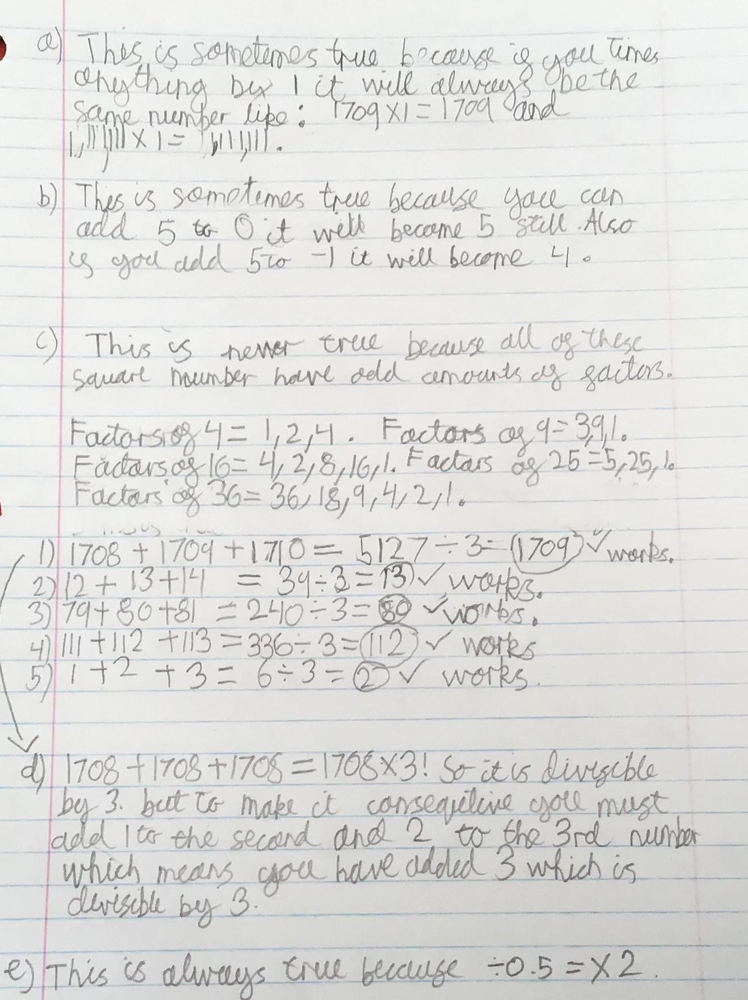 a) This is sometimes true because if you times
anything by 1 it will always be the
same number like: 1709 x 1 = 1709 and
1,111,111 x 1 = 1,111,111.
b) This is sometimes true because you can
add 5 to 0 it will become 5 still. Also
if you add 5 to -1 it will become 4.
c) This is never true because all of these
square number have odd amounts of factors.
Factors of 4 = 1, 2, 4. Factors of 9 = 3, 9, 1.
Factors of 16 = 4, 2, 8, 16, 1. Factors of 25 = 5, 25, 1.
Factors of 36 = 36, 18, 9, 4, 2, 1.
1) 1708 + 1709 + 1710 = 5127 ÷ 3 = 1709 ✓ works.
2) 12 + 13 + 14 = 39 ÷ 3 = 13 ✓ works.
3) 79 + 80 + 81 = 240 ÷ 3 = 80 ✓ works.
4) 111 + 112 + 113 = 336 ÷ 3 = 112 ✓ works
5) 1 + 2 + 3 = 6 ÷ 3 = 2 ✓ works.
d) 1708 + 1708 + 1708 = 1708 x 3! So it is divisible
by 3. but to make it consequitive you must
add 1 to the second and 2 to the 3rd number
which means you have added 3 which is
divisible by 3.
e) This is always true because ÷ 0.5 = x 2.